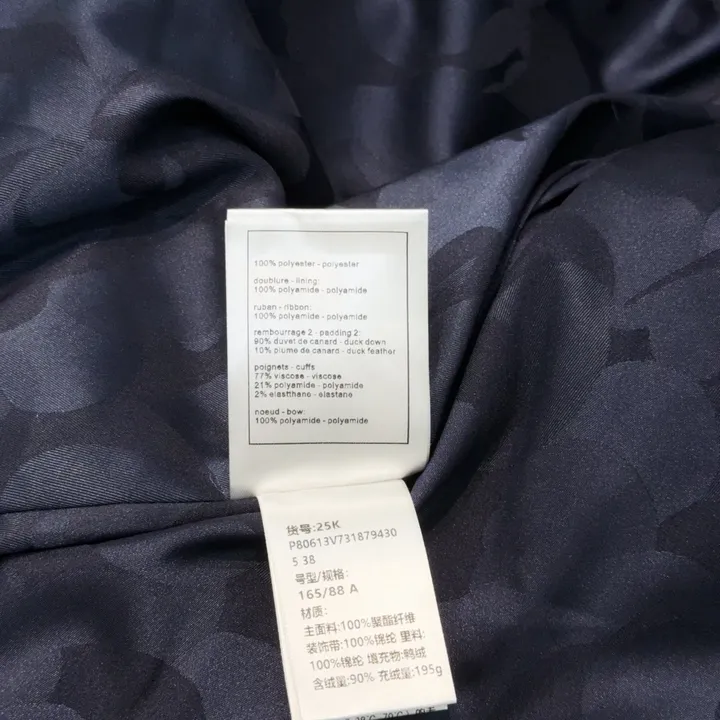 100% polyester - polyester
doublure - lining:
100% polyamide - polyamide
ruban - ribbon:
100% polyamide - polyamide
rembourrage 2 - padding 2:
90% duvet de canard - duck down
10% plume de canard - duck feather
poignets - cuffs
77% viscose - viscose
21% polyamide - polyamide
2% elastthane - elastane
noeud - bow:
100% polyamide - polyamide
货号:25K
P80613V731879430
5 38
号型/规格:
165/88 A
材质:
主面料:100%聚酯纤维
装饰带:100%锦纶 里料:
100%锦纶 填充物:鸭绒
含绒量:90% 充绒量:195g